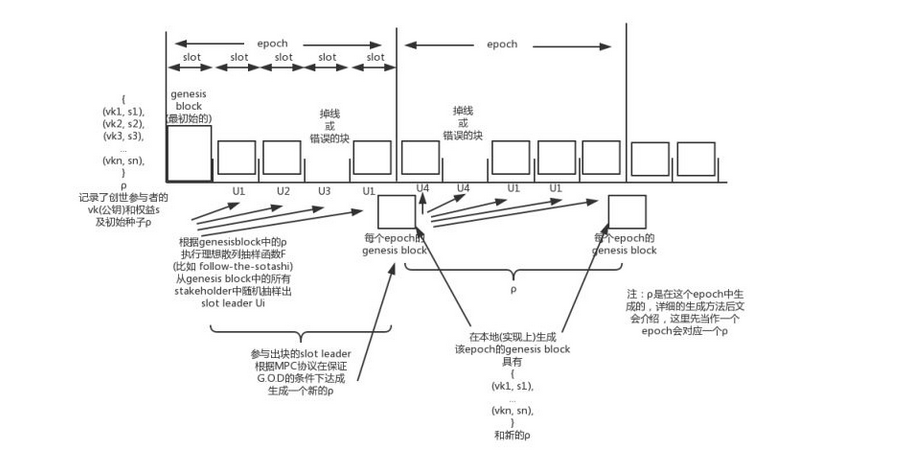 epoch
epoch
slot
slot
slot
slot
slot
genesis
block
(最初始的)
{
(vk1, s1),
(vk2, s2),
(vk3, s3),
...
(vkn, sn),
}
ρ
记录了创世参与者的
vk(公钥)和权益s
及初始种子ρ
掉线
或
错误的块
掉线
或
错误的块
U1
U2
U3
U1
U4
U4
U1
U1
根据genesisblock中的ρ
执行理想散列抽样函数F
(比如 follow-the-sotashi)
从genesis block中的所有
stakeholder中随机抽样出
slot leader Ui
每个epoch的
genesis block
每个epoch的
genesis block
ρ
注：ρ是在这个epoch中生
成的，详细的生成方法后文
会介绍，这里先当作一个
epoch会对应一个ρ
参与出块的slot leader
根据MPC协议在保证
G.O.D的条件下达成
生成一个新的ρ
在本地(实现上)生成
该epoch的genesis block
具有
{
(vk1, s1),
...
(vkn, sn),
}
和新的ρ